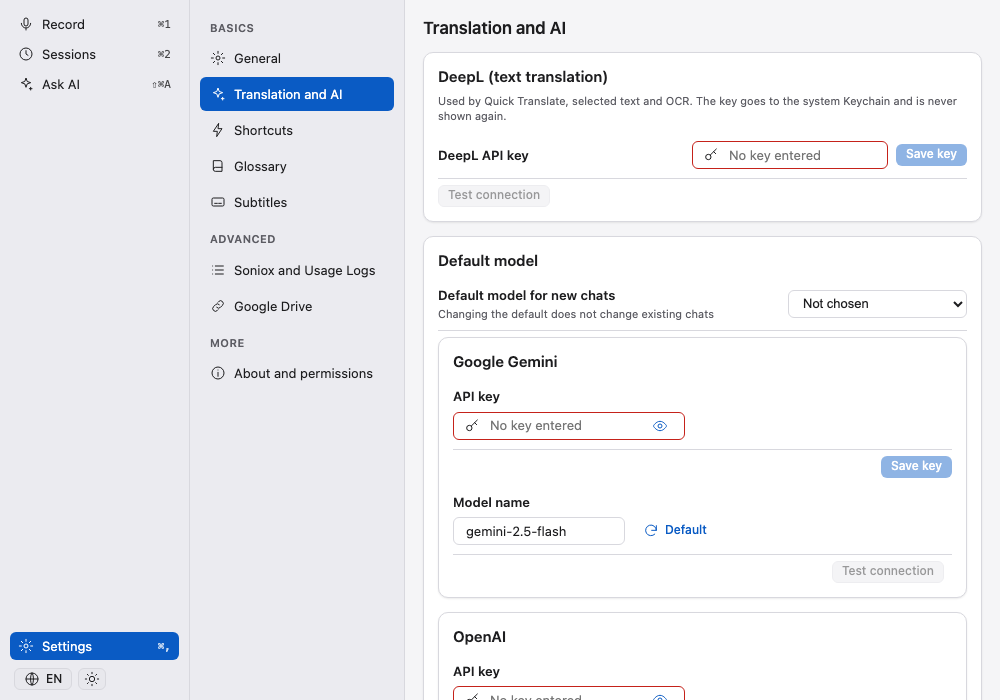 Record ⌘1
Sessions ⌘2
Ask AI ⇧⌘A
Settings ⌘,
EN
BASICS
General
Translation and AI
Shortcuts
Glossary
Subtitles
ADVANCED
Soniox and Usage Logs
Google Drive
MORE
About and permissions
Translation and AI
DeepL (text translation)
Used by Quick Translate, selected text and OCR. The key goes to the system Keychain and is never
shown again.
DeepL API key No key entered Save key
Test connection
Default model
Default model for new chats Not chosen
Changing the default does not change existing chats
Google Gemini
API key
No key entered
Save key
Model name
gemini-2.5-flash Default
Test connection
OpenAI
API key
No key entered